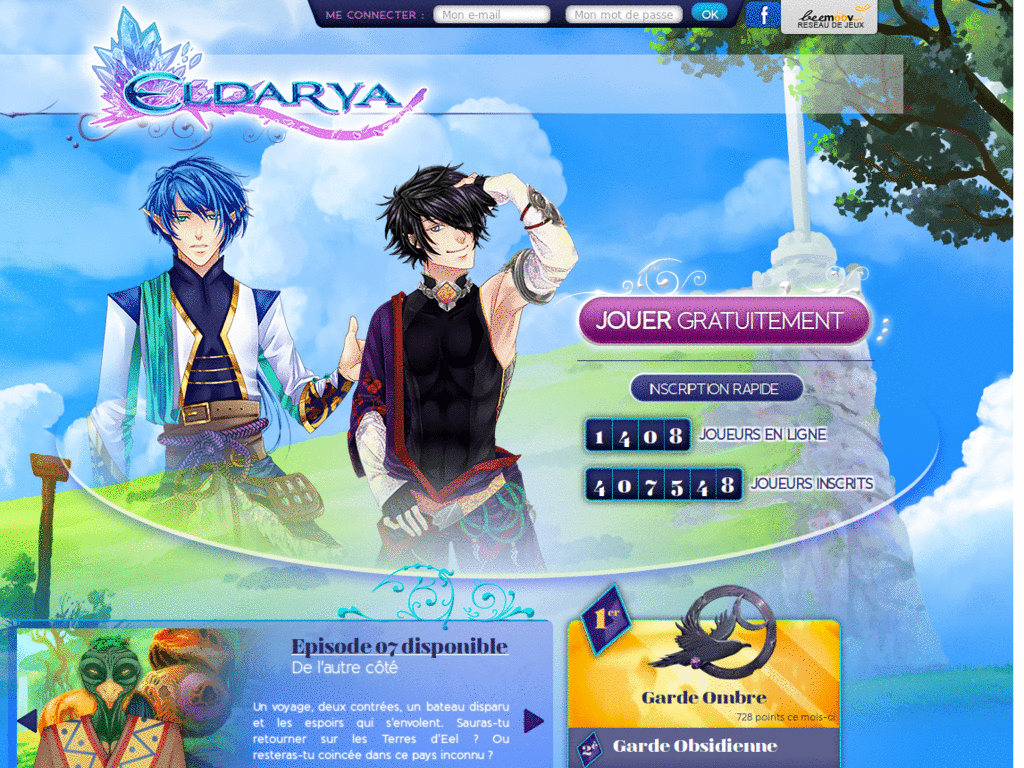 ME CONNECTER : Mon e-mail Mon mot de passe OK f
beemoov
RESEAU DE JEUX
ELDARYA
JOUER GRATUITEMENT
INSCRIPTION RAPIDE
1408 JOUEURS EN LIGNE
407548 JOUEURS INSCRITS
Episode 07 disponible
De l'autre côté
Un voyage, deux contrées, un bateau disparu
et les espoirs qui s'envolent. Sauras-tu
retourner sur les Terres d'Eel ? Ou
resteras-tu coincée dans ce pays inconnu ?
1er
Garde Ombre
728 points ce mois-ci
2e Garde Obsidienne